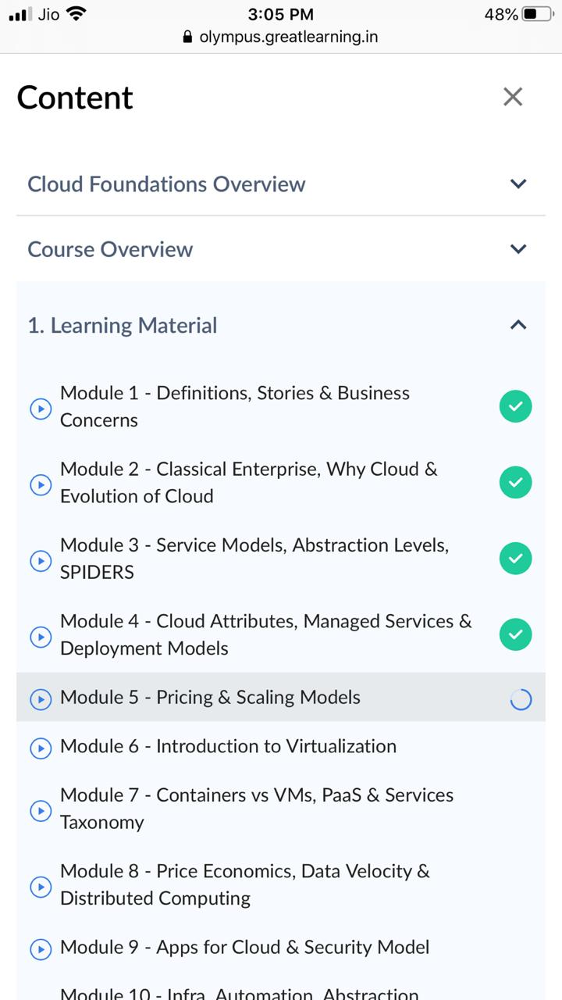 Jio 3:05 PM 48%
olympus.greatlearning.in
Content
Cloud Foundations Overview
Course Overview
1. Learning Material
Module 1 - Definitions, Stories & Business
Concerns
Module 2 - Classical Enterprise, Why Cloud &
Evolution of Cloud
Module 3 - Service Models, Abstraction Levels,
SPIDERS
Module 4 - Cloud Attributes, Managed Services &
Deployment Models
Module 5 - Pricing & Scaling Models
Module 6 - Introduction to Virtualization
Module 7 - Containers vs VMs, PaaS & Services
Taxonomy
Module 8 - Price Economics, Data Velocity &
Distributed Computing
Module 9 - Apps for Cloud & Security Model
Module 10 - Infra, Automation, Abstraction